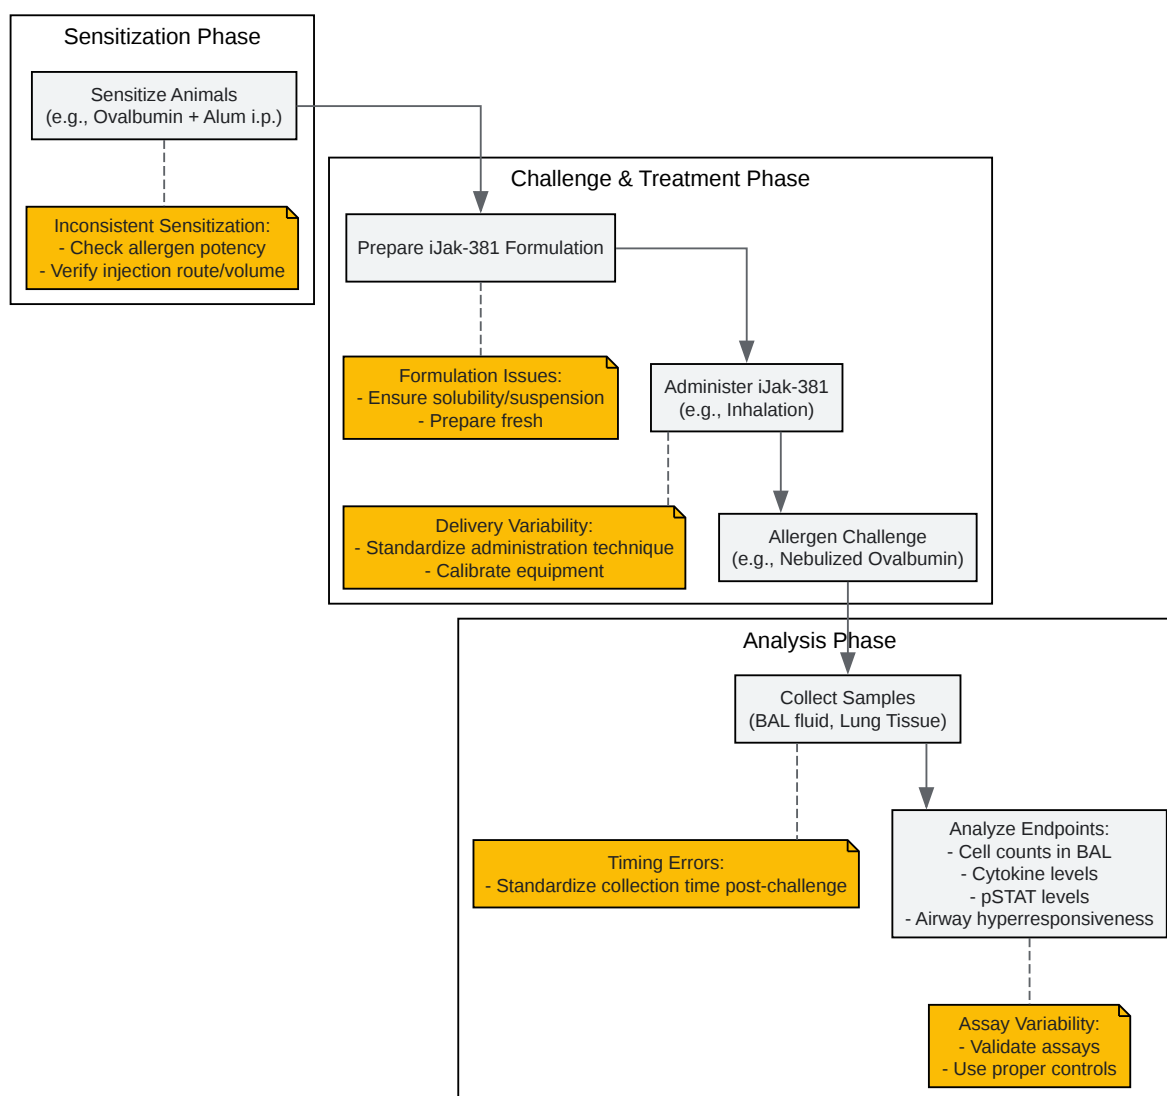 Sensitization Phase
Sensitize Animals
(e.g., Ovalbumin + Alum i.p.)
Inconsistent Sensitization:
- Check allergen potency
- Verify injection route/volume
Challenge & Treatment Phase
Prepare iJak-381 Formulation
Formulation Issues:
- Ensure solubility/suspension
- Prepare fresh
Administer iJak-381
(e.g., Inhalation)
Delivery Variability:
- Standardize administration technique
- Calibrate equipment
Allergen Challenge
(e.g., Nebulized Ovalbumin)
Analysis Phase
Collect Samples
(BAL fluid, Lung Tissue)
Timing Errors:
- Standardize collection time post-challenge
Analyze Endpoints:
- Cell counts in BAL
- Cytokine levels
- pSTAT levels
- Airway hyperresponsiveness
Assay Variability:
- Validate assays
- Use proper controls